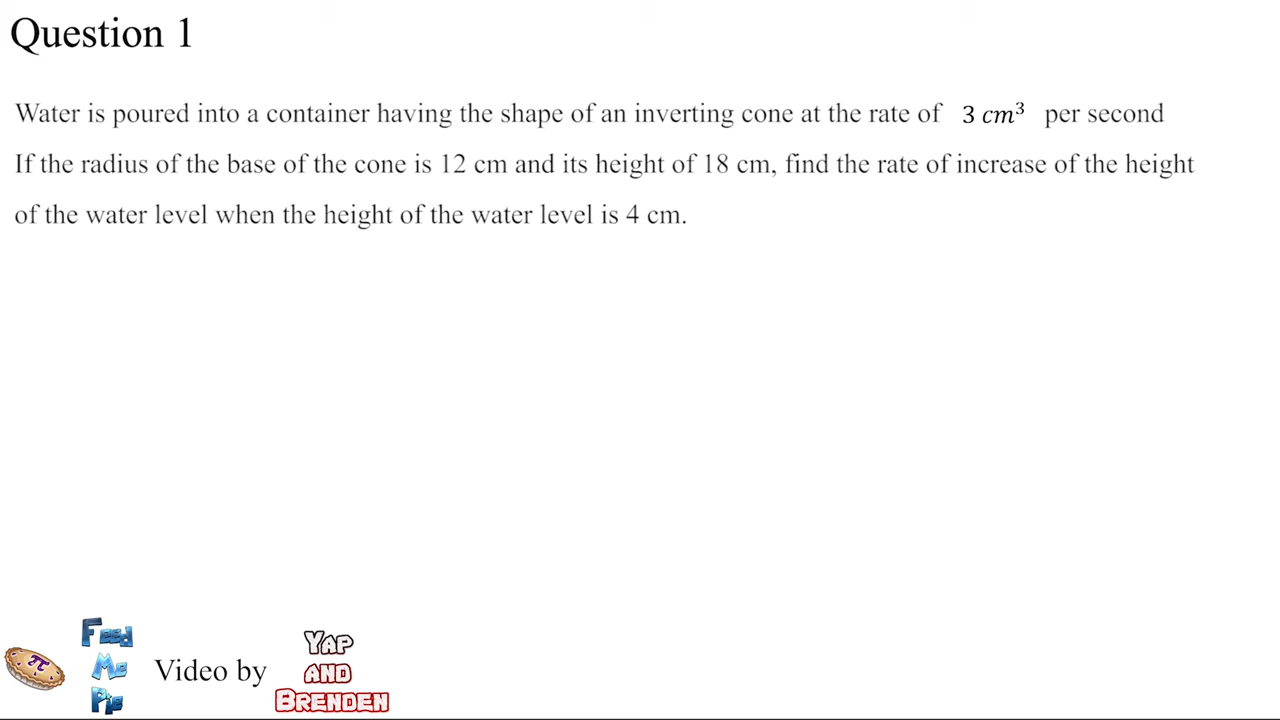 Question 1
Water is poured into a container having the shape of an inverting cone at the rate of 3 cm³ per second
If the radius of the base of the cone is 12 cm and its height of 18 cm, find the rate of increase of the height
of the water level when the height of the water level is 4 cm.
Feed
Me
Pie
π
Video by
Yap
and
Brenden